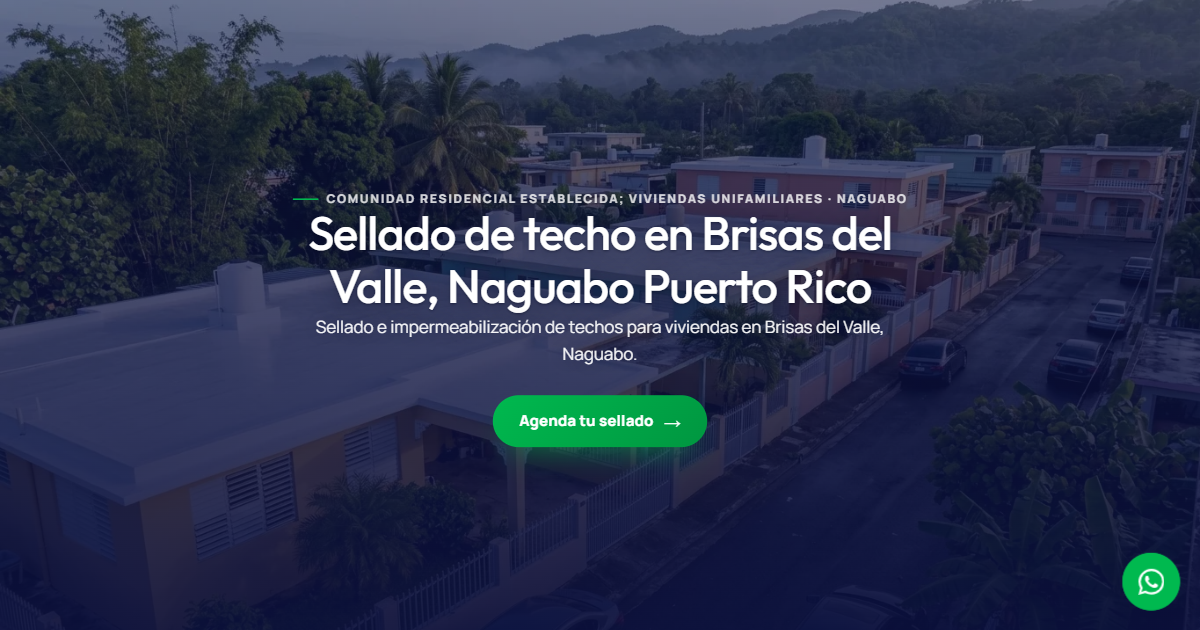 COMUNIDAD RESIDENCIAL ESTABLECIDA; VIVIENDAS UNIFAMILIARES · NAGUABO
Sellado de techo en Brisas del
Valle, Naguabo Puerto Rico
Sellado e impermeabilización de techos para viviendas en Brisas del Valle,
Naguabo.
Agenda tu sellado →